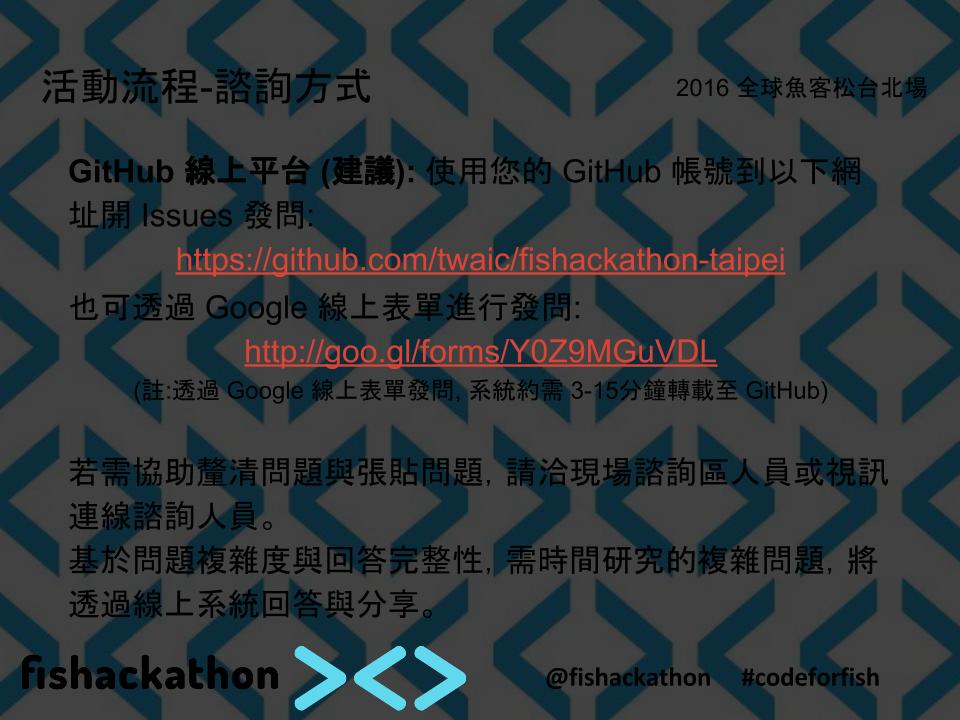 活動流程-諮詢方式
2016 全球魚客松台北場
GitHub 線上平台 (建議): 使用您的 GitHub 帳號到以下網
址開 Issues 發問:
https://github.com/twaic/fishackathon-taipei
也可透過 Google 線上表單進行發問:
http://goo.gl/forms/Y0Z9MGuVDL
(註:透過 Google 線上表單發問, 系統約需 3-15分鐘轉載至 GitHub)
若需協助釐清問題與張貼問題, 請洽現場諮詢區人員或視訊
連線諮詢人員。
基於問題複雜度與回答完整性, 需時間研究的複雜問題, 將
透過線上系統回答與分享。
fishackathon
@fishackathon #codeforfish